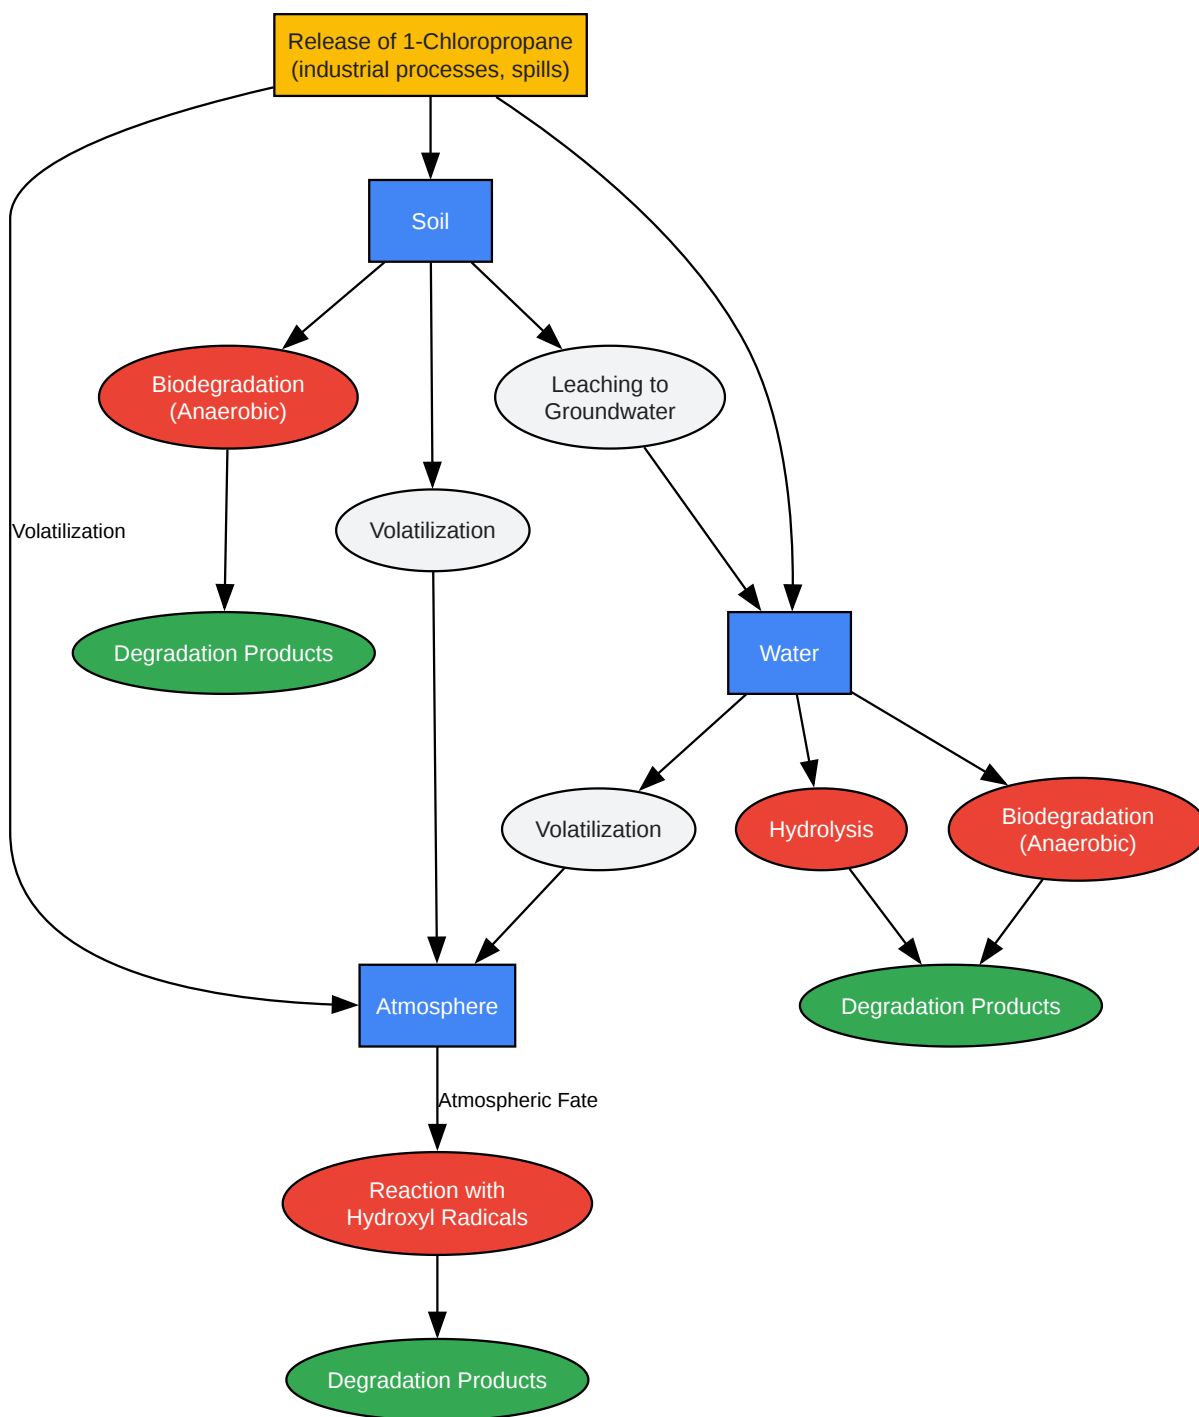 Release of 1-Chloropropane
(industrial processes, spills)
Soil
Biodegradation
(Anaerobic)
Leaching to
Groundwater
Volatilization
Volatilization
Degradation Products
Water
Volatilization
Hydrolysis
Biodegradation
(Anaerobic)
Atmosphere
Degradation Products
Atmospheric Fate
Reaction with
Hydroxyl Radicals
Degradation Products